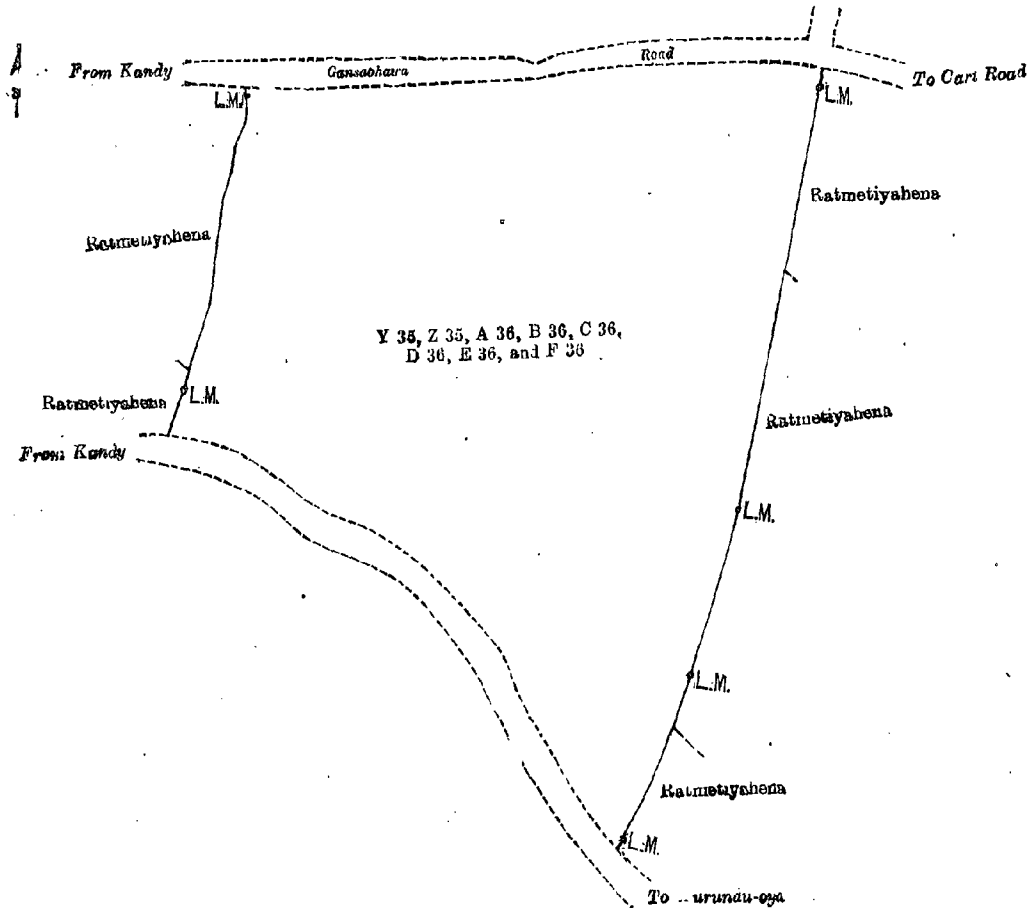 From Kandy
Gansabhawa
Road
To Cart Road
L.M.
L.M.
Ratmetiyahena
Ratmetiyahena
Y 35, Z 35, A 36, B 36, C 36,
D 36, E 36, and F 36
L.M.
Ratmetiyahena
Ratmetiyahena
From Kandy
L.M.
L.M.
Ratmetiyahena
L.M.
To